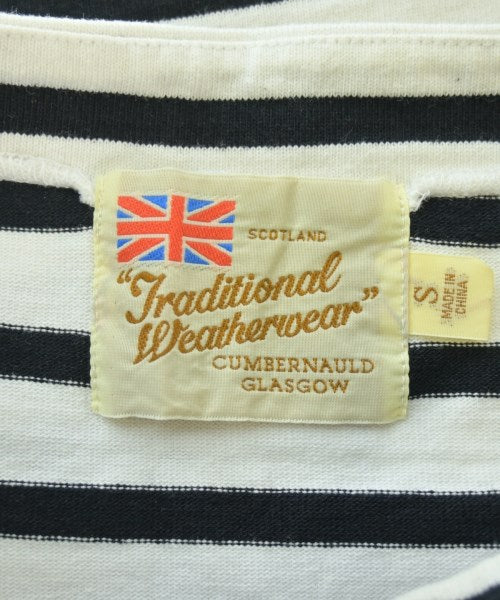 SCOTLAND
"Traditional
Weatherwear"
CUMBERNAULD
GLASGOW
S
MADE IN
CHINA